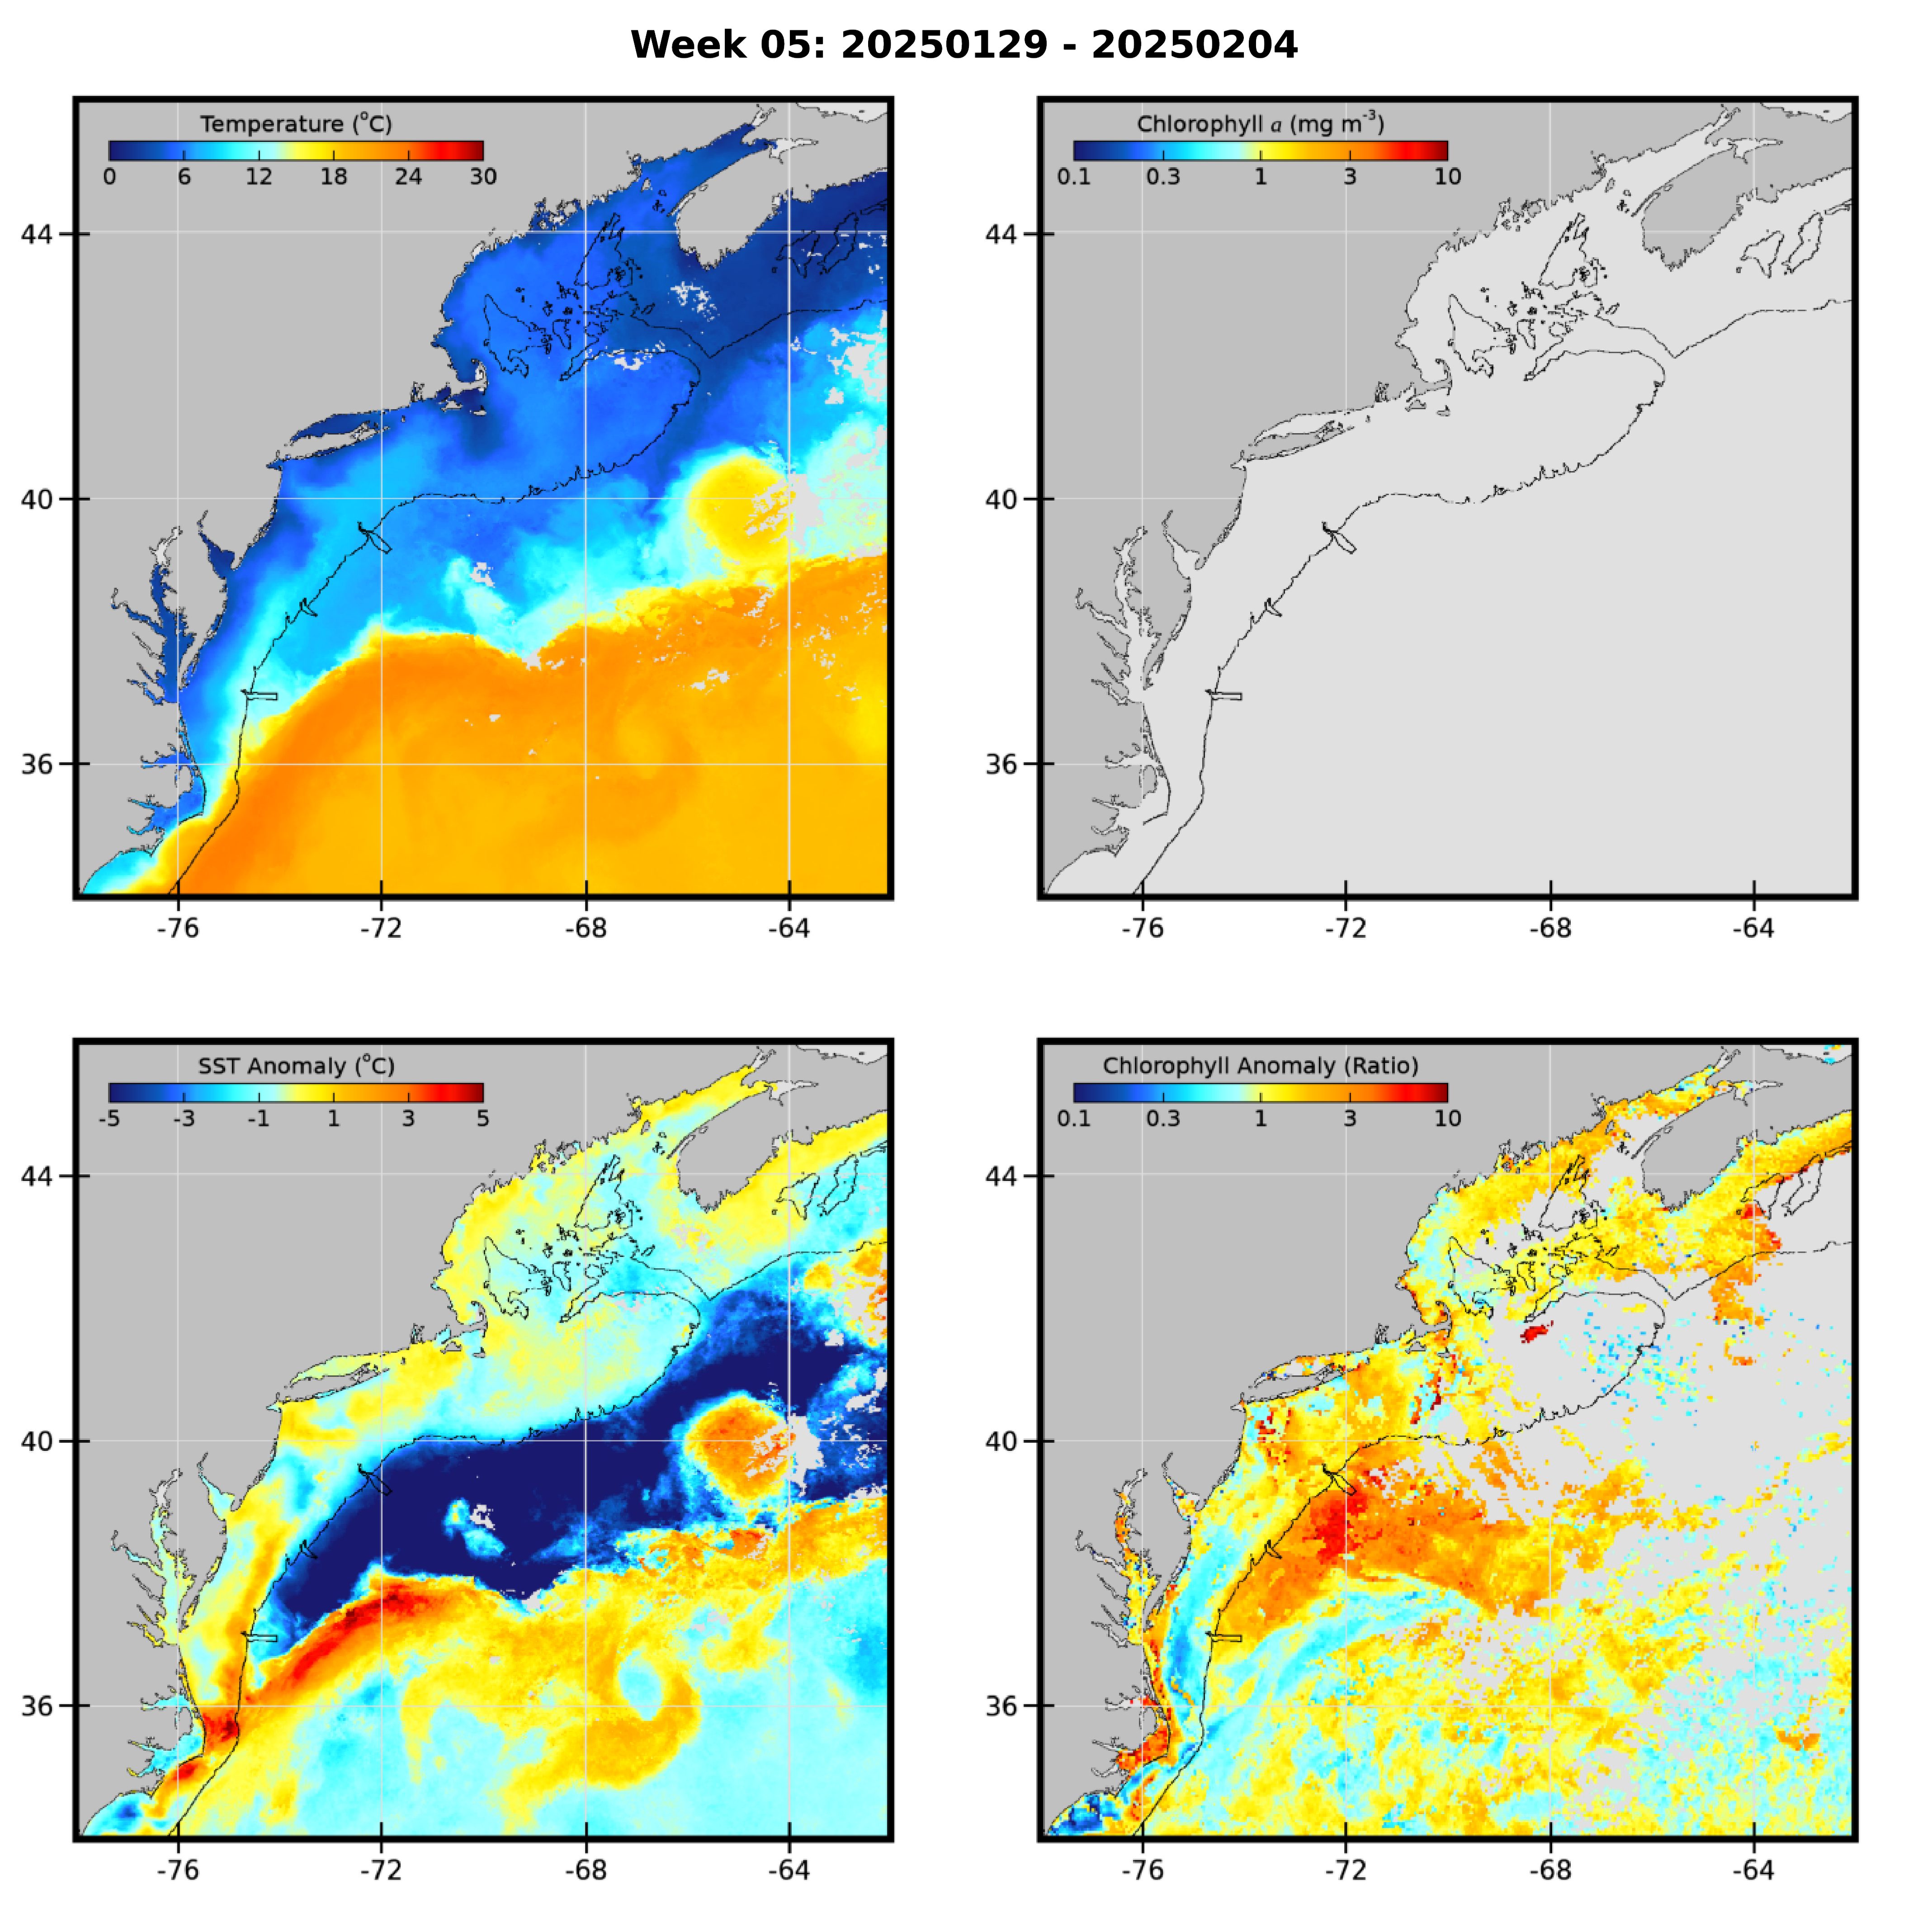 Week 05: 20250129 - 20250204
Temperature (°C)
0 6 12 18 24 30
44
40
36
-76 -72 -68 -64
Chlorophyll a (mg m⁻³)
0.1 0.3 1 3 10
44
40
36
-76 -72 -68 -64
SST Anomaly (°C)
-5 -3 -1 1 3 5
44
40
36
-76 -72 -68 -64
Chlorophyll Anomaly (Ratio)
0.1 0.3 1 3 10
44
40
36
-76 -72 -68 -64